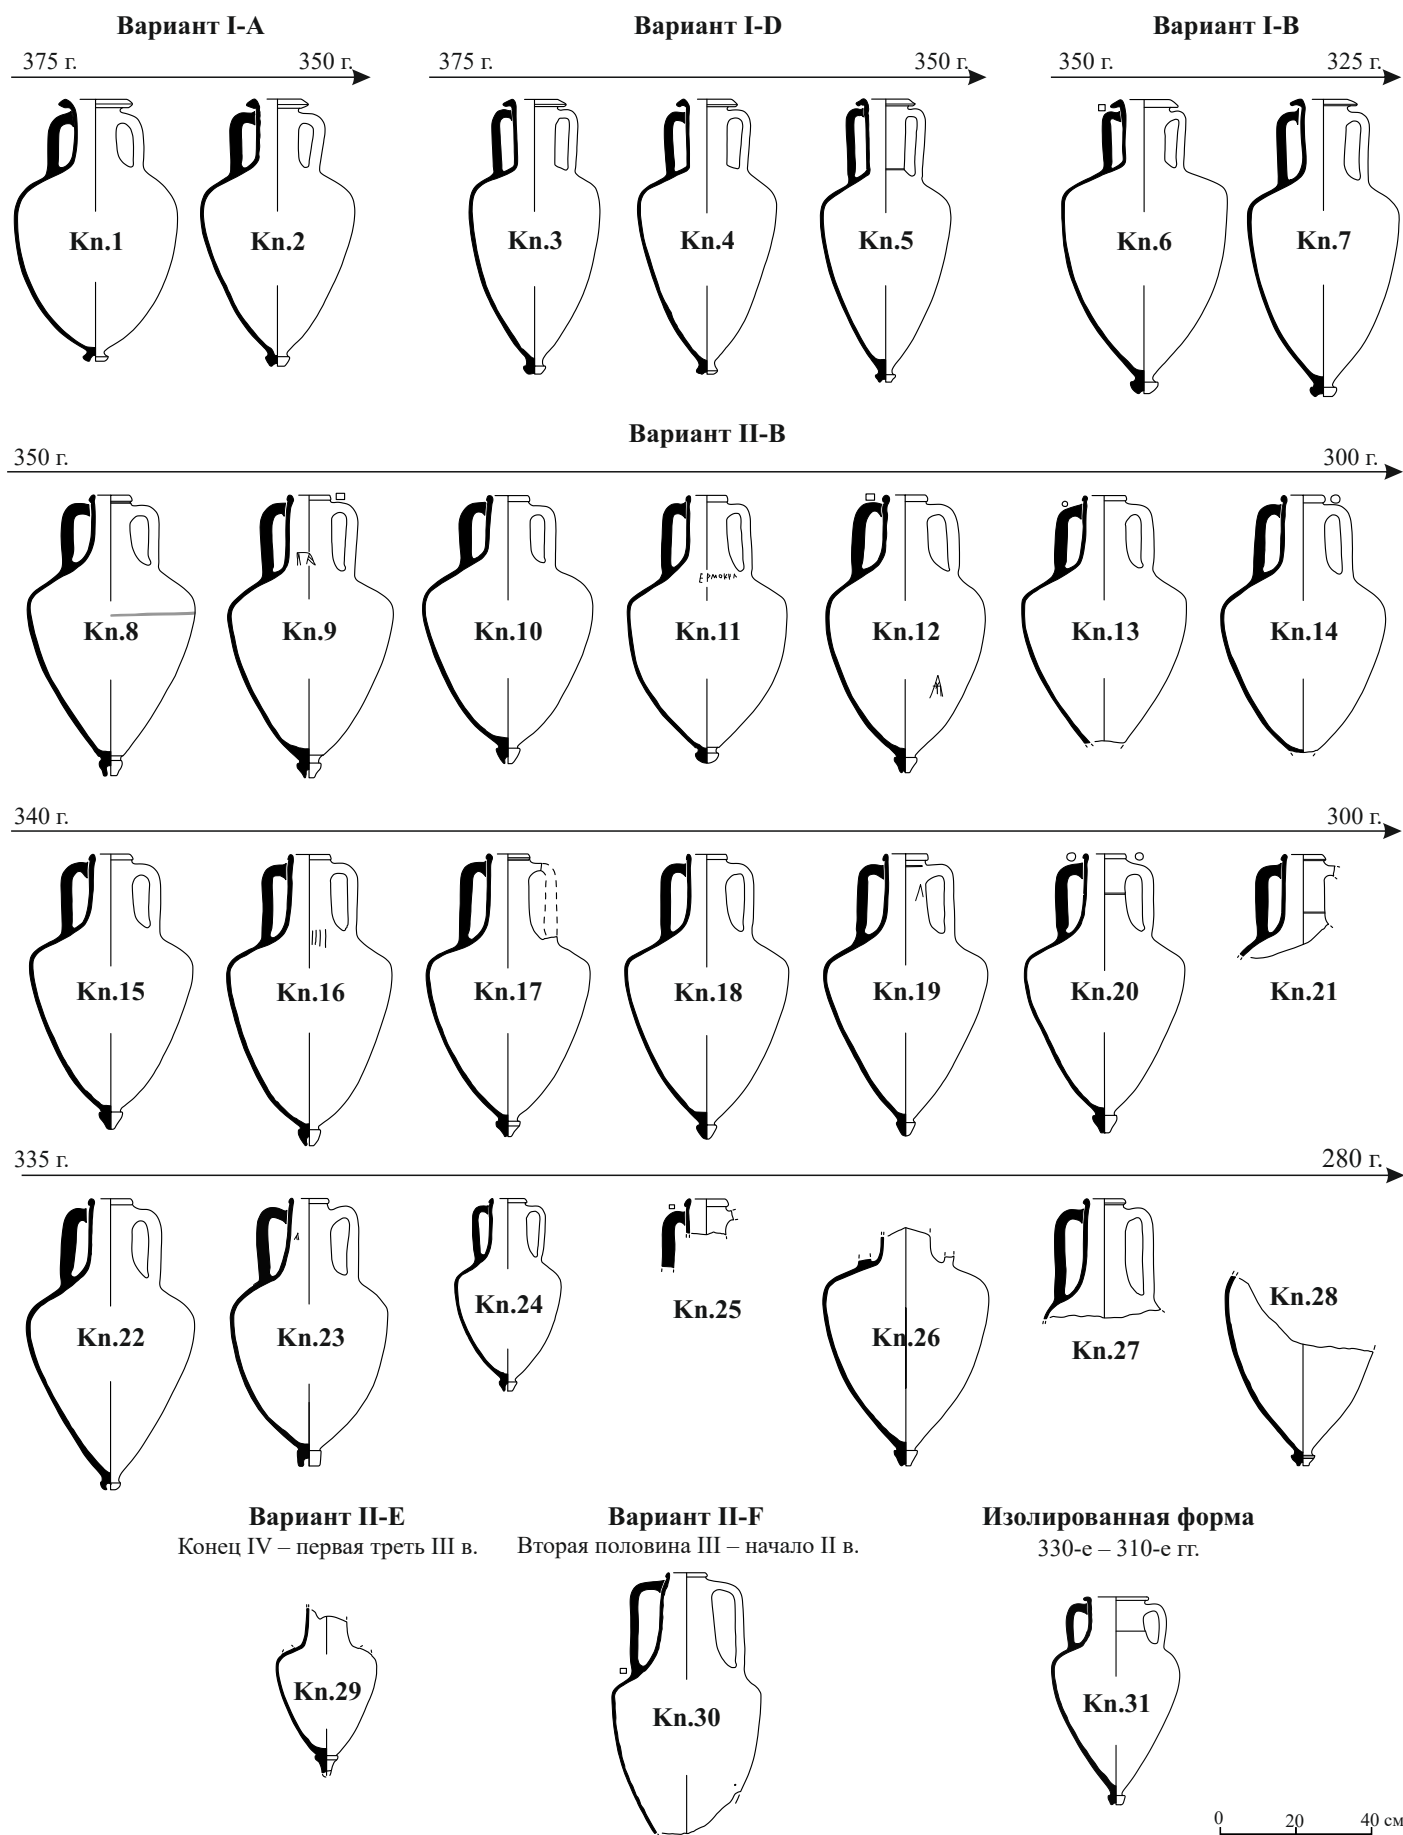 Вариант I-A
Вариант I-D
Вариант I-B
375 г.
350 г.
375 г.
350 г.
350 г.
325 г.
Kn.1
Kn.2
Kn.3
Kn.4
Kn.5
Kn.6
Kn.7
Вариант II-B
350 г.
300 г.
Kn.8
Kn.9
Kn.10
Kn.11
Kn.12
Kn.13
Kn.14
340 г.
300 г.
Kn.15
Kn.16
Kn.17
Kn.18
Kn.19
Kn.20
Kn.21
335 г.
280 г.
Kn.22
Kn.23
Kn.24
Kn.25
Kn.26
Kn.27
Kn.28
Вариант II-E
Конец IV – первая треть III в.
Вариант II-F
Вторая половина III – начало II в.
Изолированная форма
330-е – 310-е гг.
Kn.29
Kn.30
Kn.31
0 20 40 см